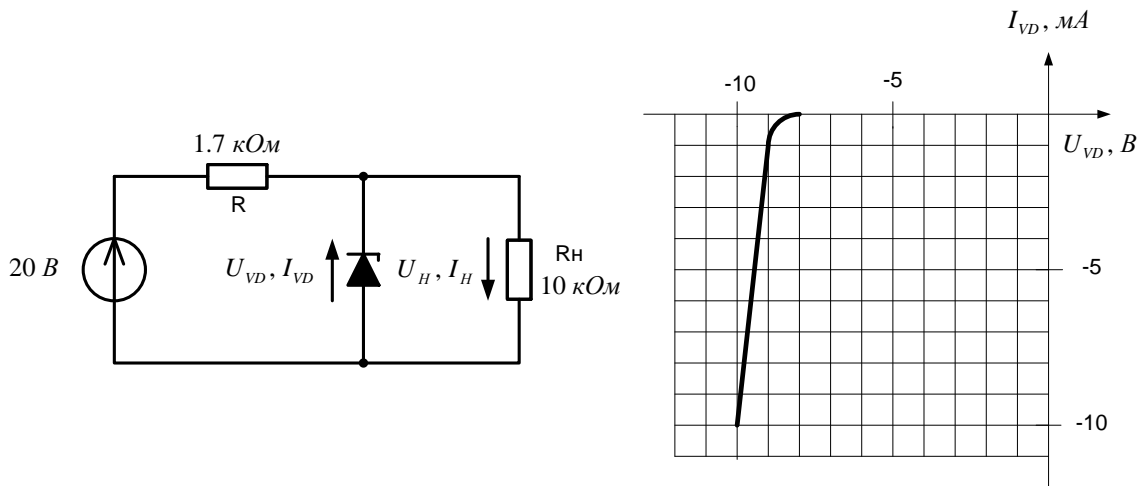 1.7 кОм
R
20 В
U_VD, I_VD
U_H, I_H
Rн
10 кОм
I_VD, мА
-10
-5
U_VD, В
-5
-10